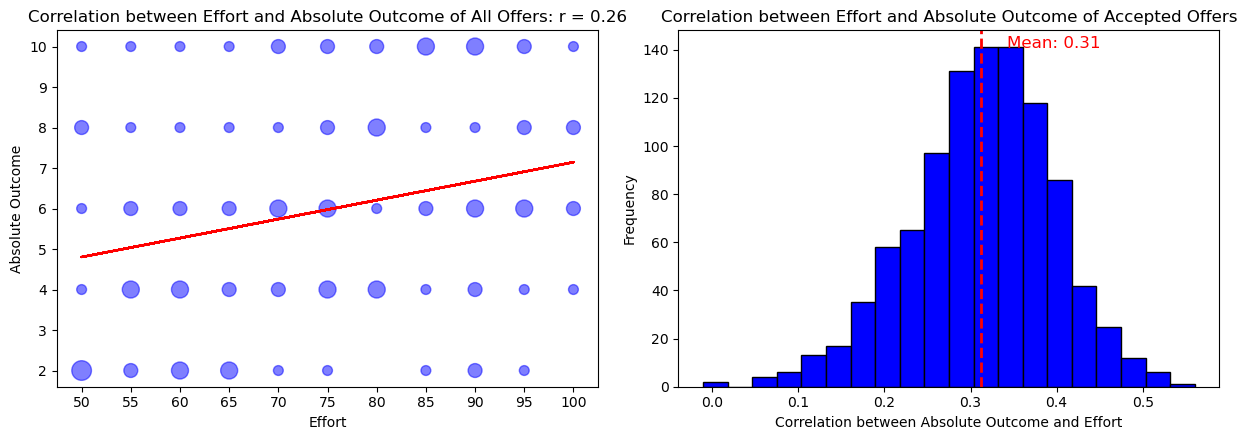 Correlation between Effort and Absolute Outcome of All Offers: r = 0.26
10
9
8
7
6
5
4
3
2
Absolute Outcome
50 55 60 65 70 75 80 85 90 95 100
Effort
Correlation between Effort and Absolute Outcome of Accepted Offers
Mean: 0.31
140
120
100
80
60
40
20
0
Frequency
0.0 0.1 0.2 0.3 0.4 0.5
Correlation between Absolute Outcome and Effort